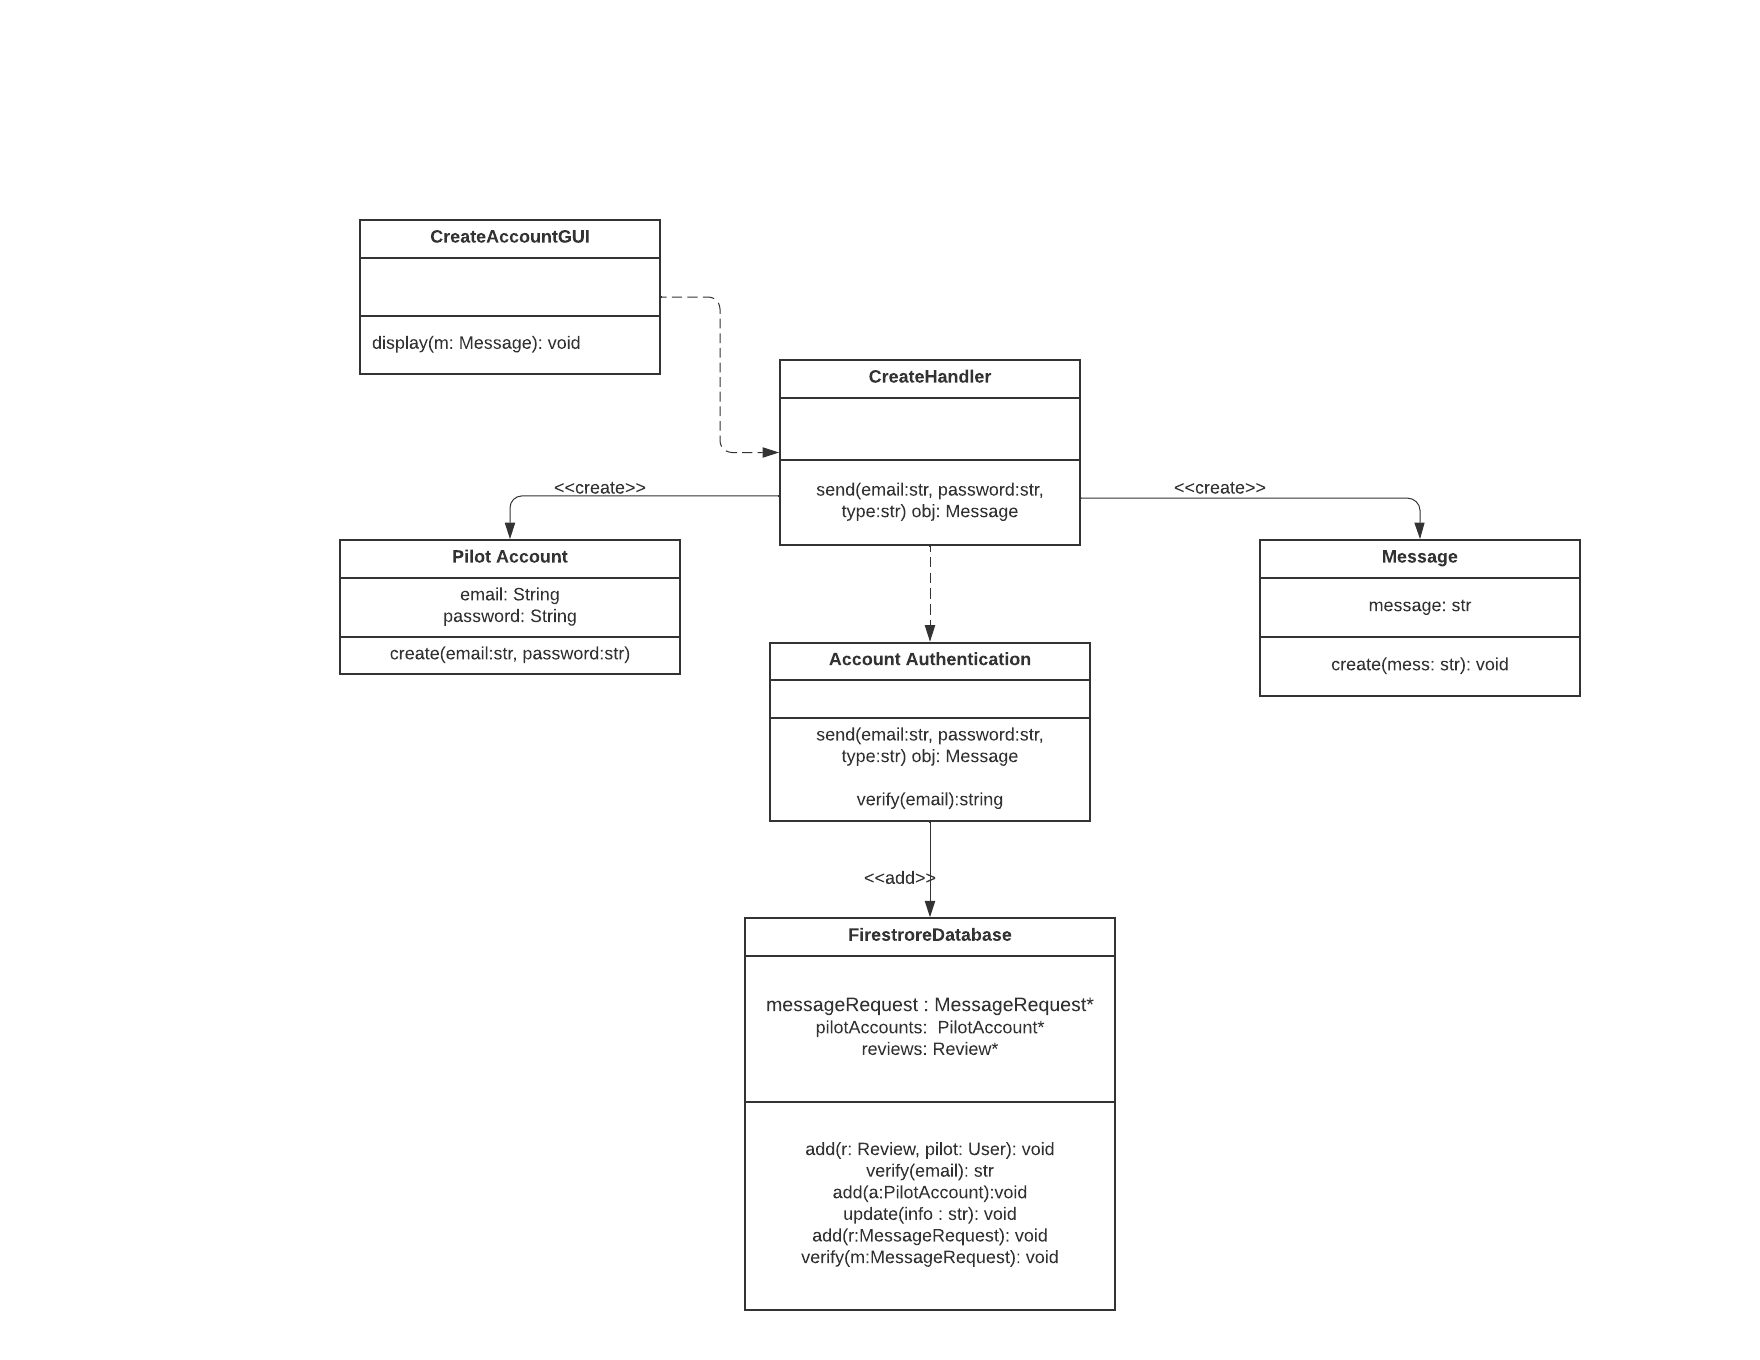 CreateAccountGUI
display(m: Message): void
CreateHandler
send(email:str, password:str,
type:str) obj: Message
<<create>>
<<create>>
Pilot Account
email: String
password: String
create(email:str, password:str)
Message
message: str
create(mess: str): void
Account Authentication
send(email:str, password:str,
type:str) obj: Message
verify(email):string
<<add>>
FirestroreDatabase
messageRequest : MessageRequest*
pilotAccounts:  PilotAccount*
reviews: Review*
add(r: Review, pilot: User): void
verify(email): str
add(a:PilotAccount):void
update(info : str): void
add(r:MessageRequest): void
verify(m:MessageRequest): void